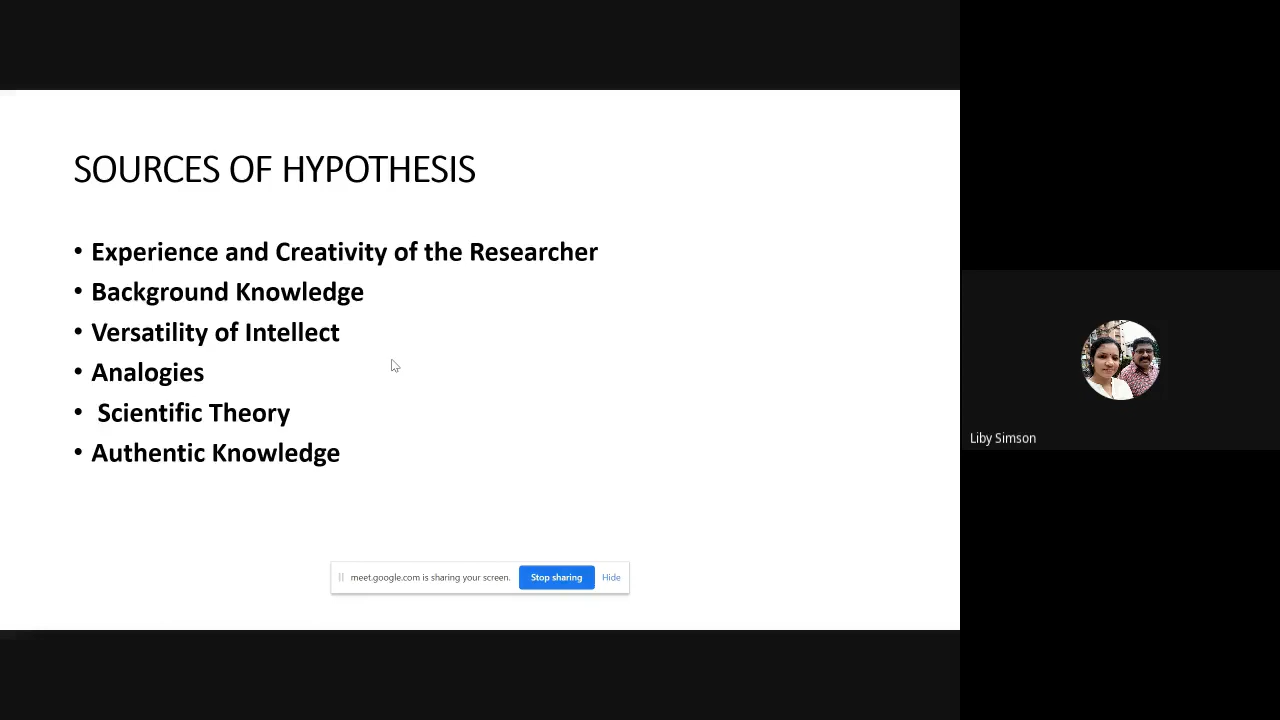 SOURCES OF HYPOTHESIS
• Experience and Creativity of the Researcher
• Background Knowledge
• Versatility of Intellect
• Analogies
• Scientific Theory
• Authentic Knowledge
Liby Simson
meet.google.com is sharing your screen. Stop sharing Hide